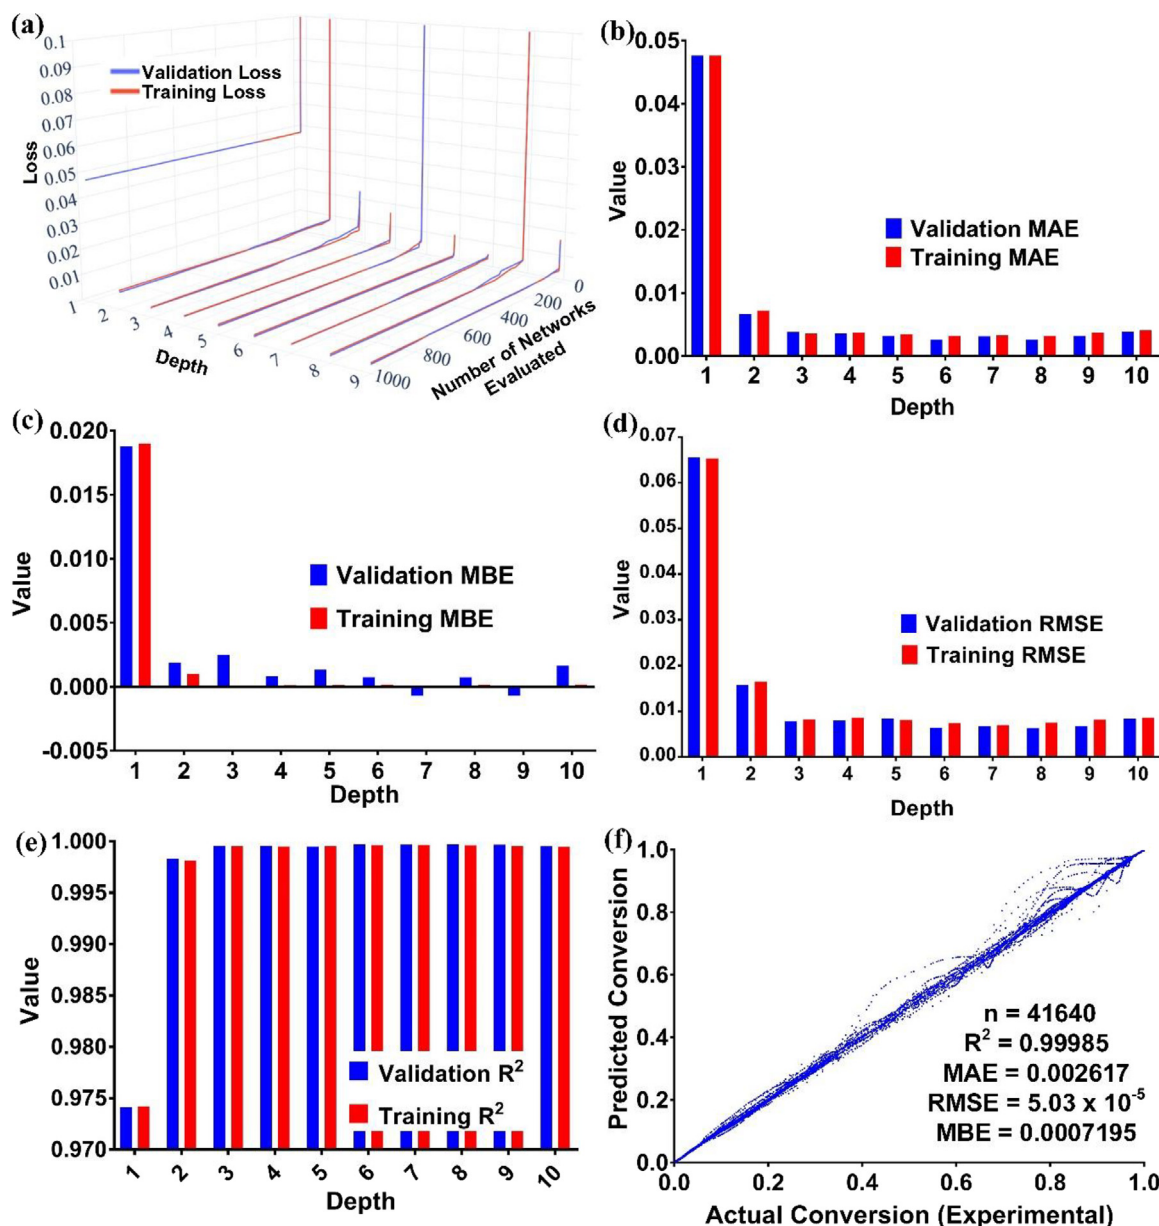 (a)
0.1
0.09
0.08
0.07
0.06
0.05
0.04
0.03
0.02
0.01
Loss
Validation Loss
Training Loss
1
2
3
4
5
6
7
8
9
Depth
0
200
400
600
800
1000
Number of Networks
Evaluated
(b)
0.05
0.04
0.03
0.02
0.01
0.00
Value
Validation MAE
Training MAE
1 2 3 4 5 6 7 8 9 10
Depth
(c)
0.020
0.015
0.010
0.005
0.000
-0.005
Value
Validation MBE
Training MBE
1 2 3 4 5 6 7 8 9 10
Depth
(d)
0.07
0.06
0.05
0.04
0.03
0.02
0.01
0.00
Value
Validation RMSE
Training RMSE
1 2 3 4 5 6 7 8 9 10
Depth
(e)
1.000
0.995
0.990
0.985
0.980
0.975
0.970
Value
Validation R²
Training R²
1 2 3 4 5 6 7 8 9 10
Depth
(f)
1.0
0.8
0.6
0.4
0.2
0.0
Predicted Conversion
n = 41640
R² = 0.99985
MAE = 0.002617
RMSE = 5.03 x 10⁻⁵
MBE = 0.0007195
0.0 0.2 0.4 0.6 0.8 1.0
Actual Conversion (Experimental)